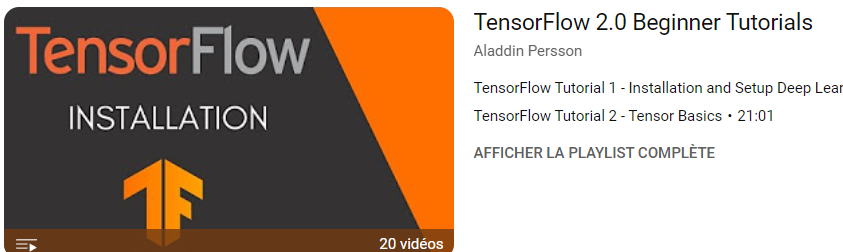 TensorFlow
INSTALLATION
20 vidéos
TensorFlow 2.0 Beginner Tutorials
Aladdin Persson
TensorFlow Tutorial 1 - Installation and Setup Deep Lear
TensorFlow Tutorial 2 - Tensor Basics • 21:01
AFFICHER LA PLAYLIST COMPLÈTE